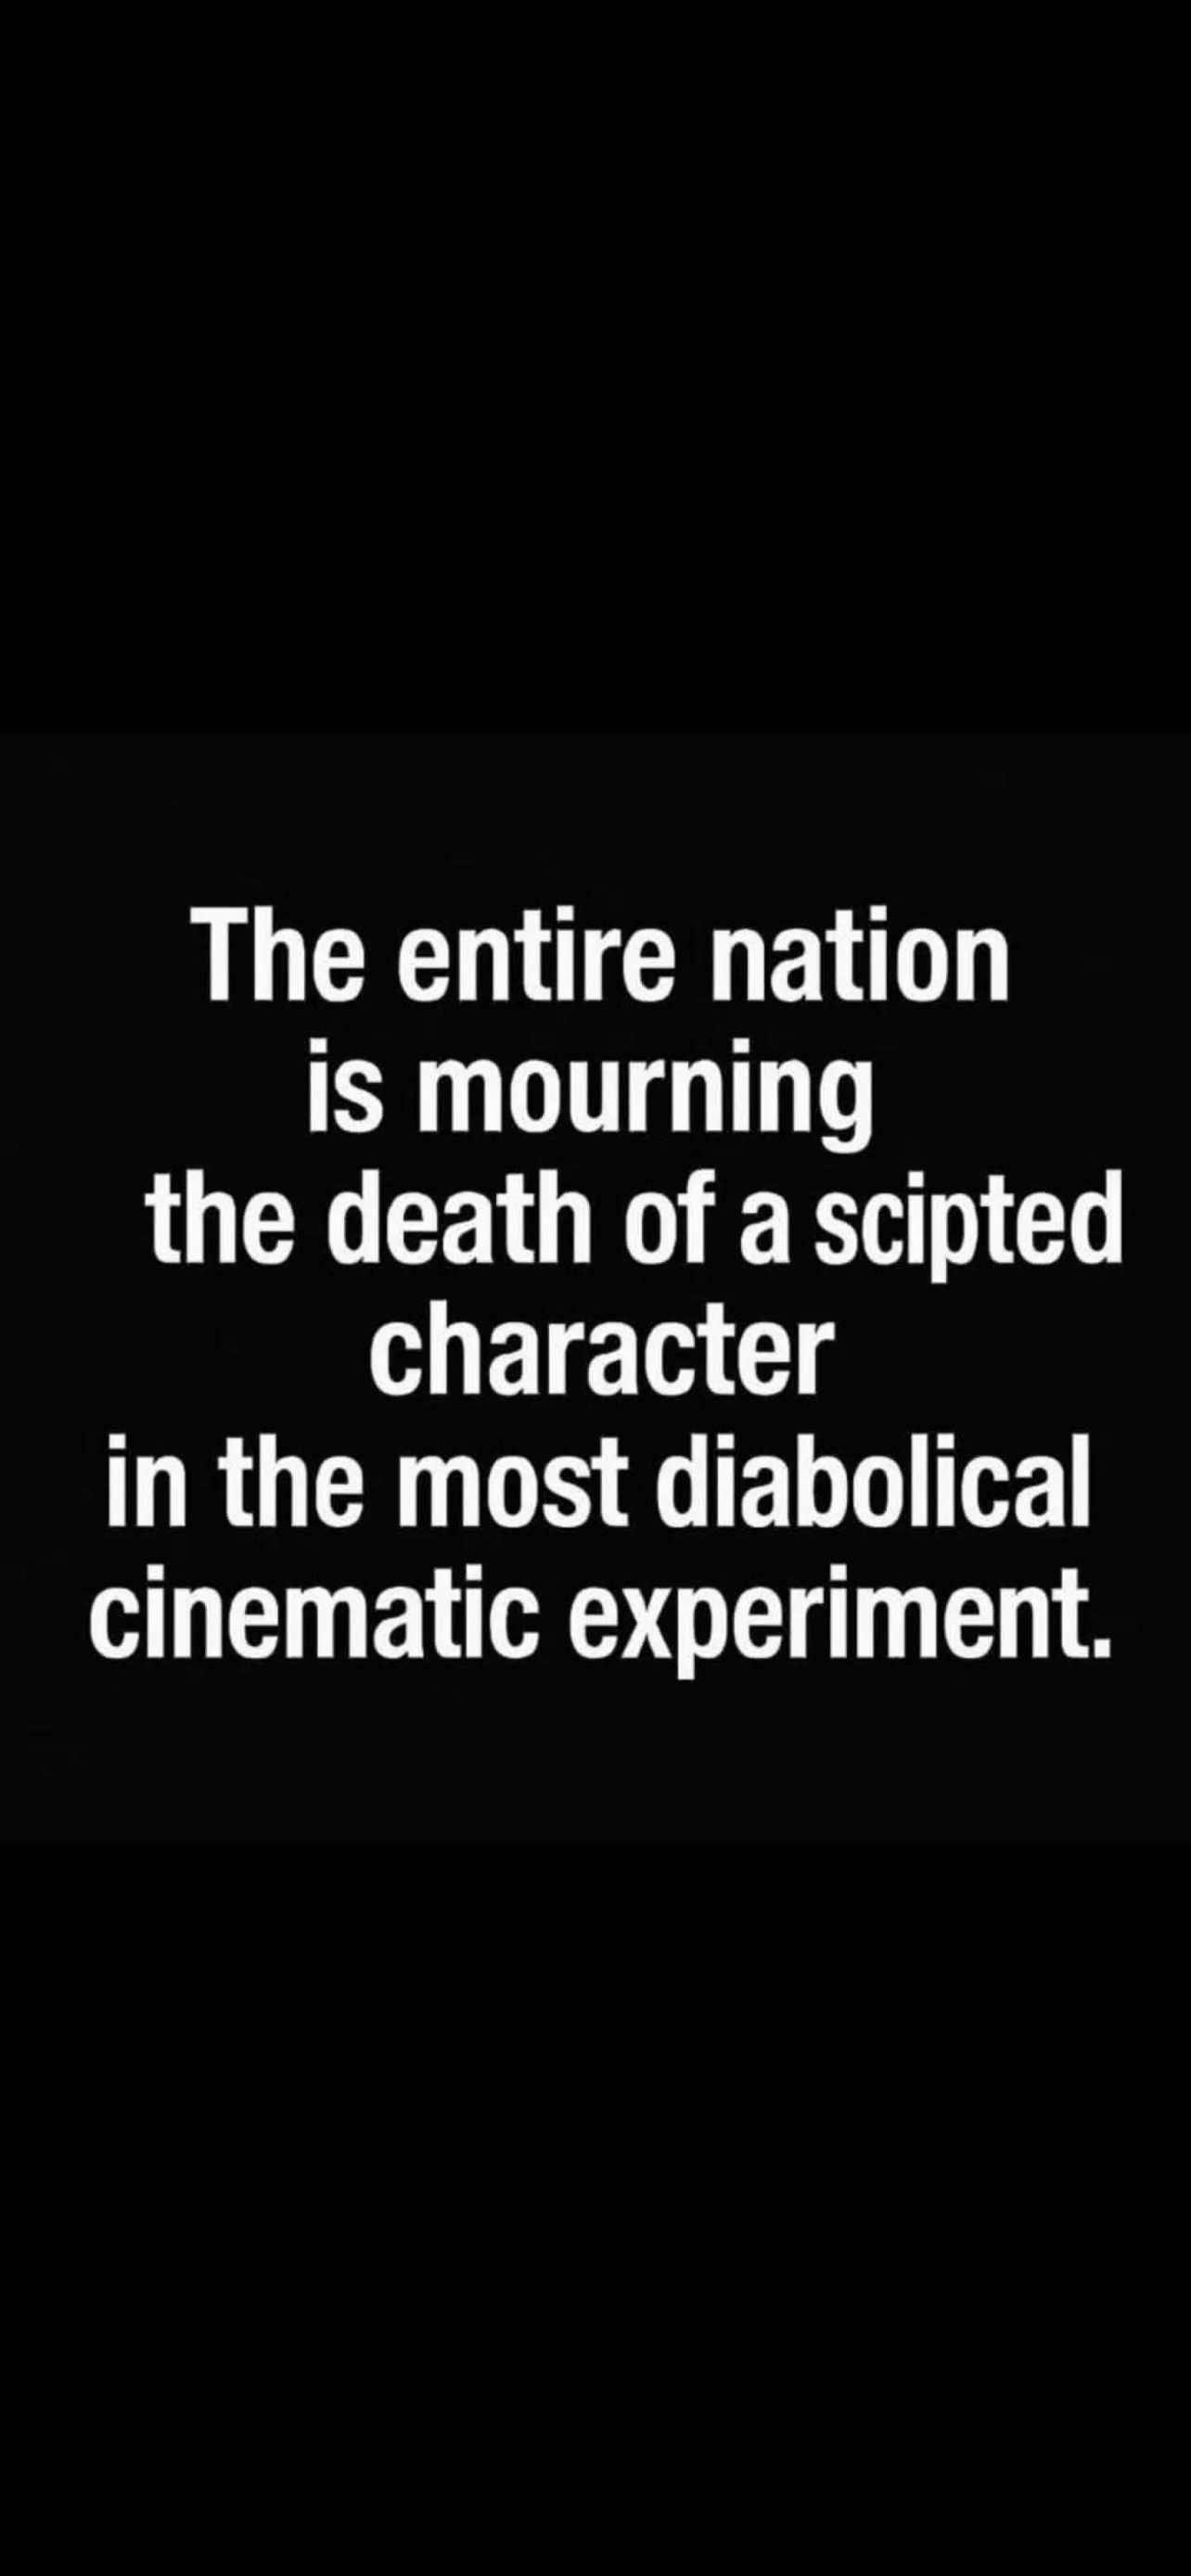 The entire nation
is mourning
the death of a scipted
character
in the most diabolical
cinematic experiment.